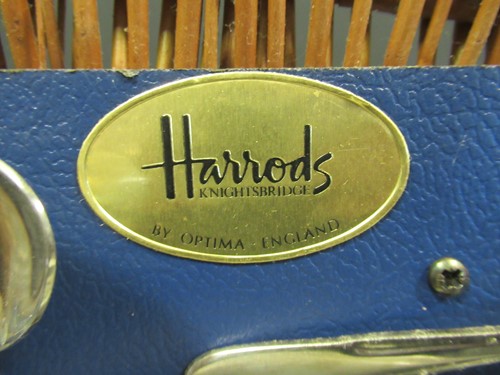 Harrods
KNIGHTSBRIDGE
BY OPTIMA - ENGLAND